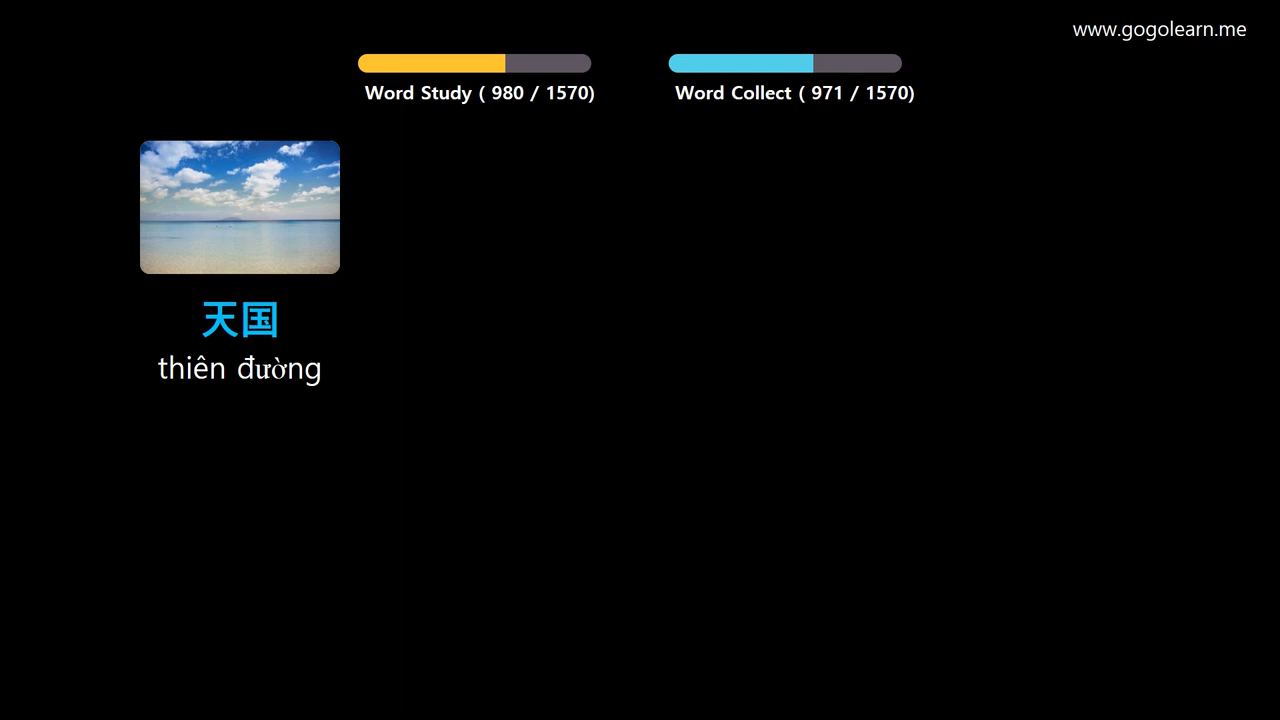 www.gogolearn.me
Word Study ( 980 / 1570)
Word Collect ( 971 / 1570)
天国
thiên đường